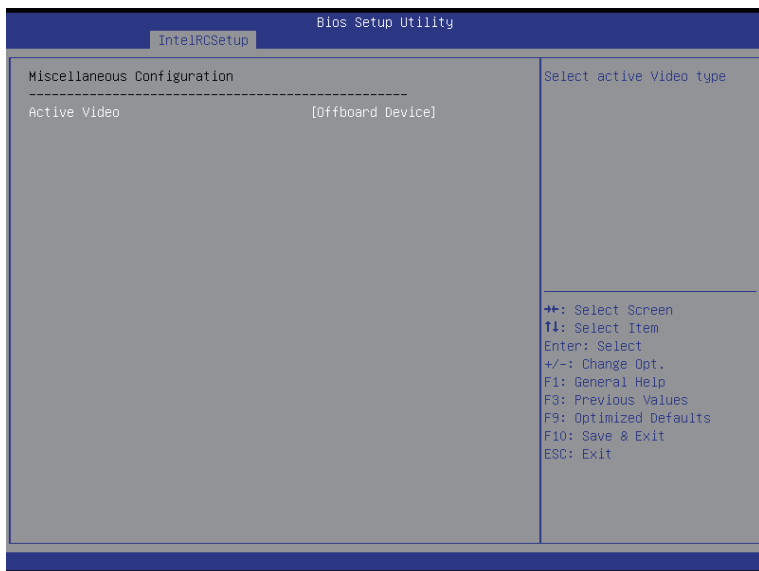 Bios Setup Utility
IntelRCSetup
Miscellaneous Configuration
-------------------------------------------------
Active Video [Offboard Device]
Select active Video type
→←: Select Screen
↑↓: Select Item
Enter: Select
+/-: Change Opt.
F1: General Help
F3: Previous Values
F9: Optimized Defaults
F10: Save & Exit
ESC: Exit